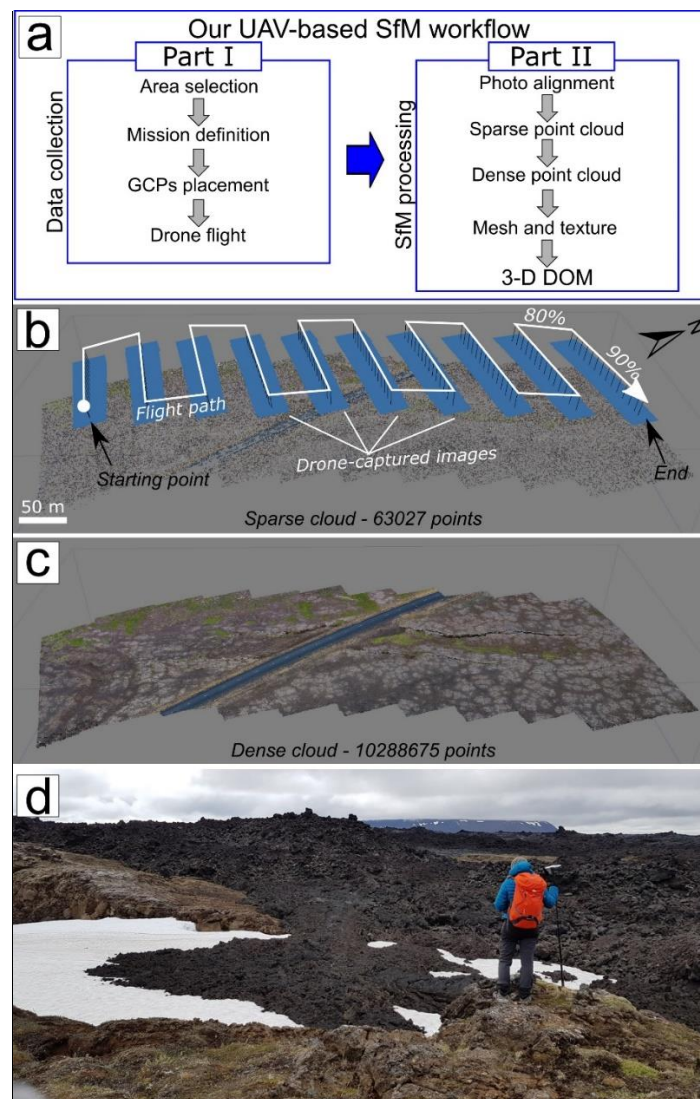 a
Our UAV-based SfM workflow
Data collection
Part I
Area selection
Mission definition
GCPs placement
Drone flight
SfM processing
Part II
Photo alignment
Sparse point cloud
Dense point cloud
Mesh and texture
3-D DOM
b
80%
90%
N
Flight path
Drone-captured images
Starting point
End
50 m
Sparse cloud - 63027 points
c
Dense cloud - 10288675 points
d